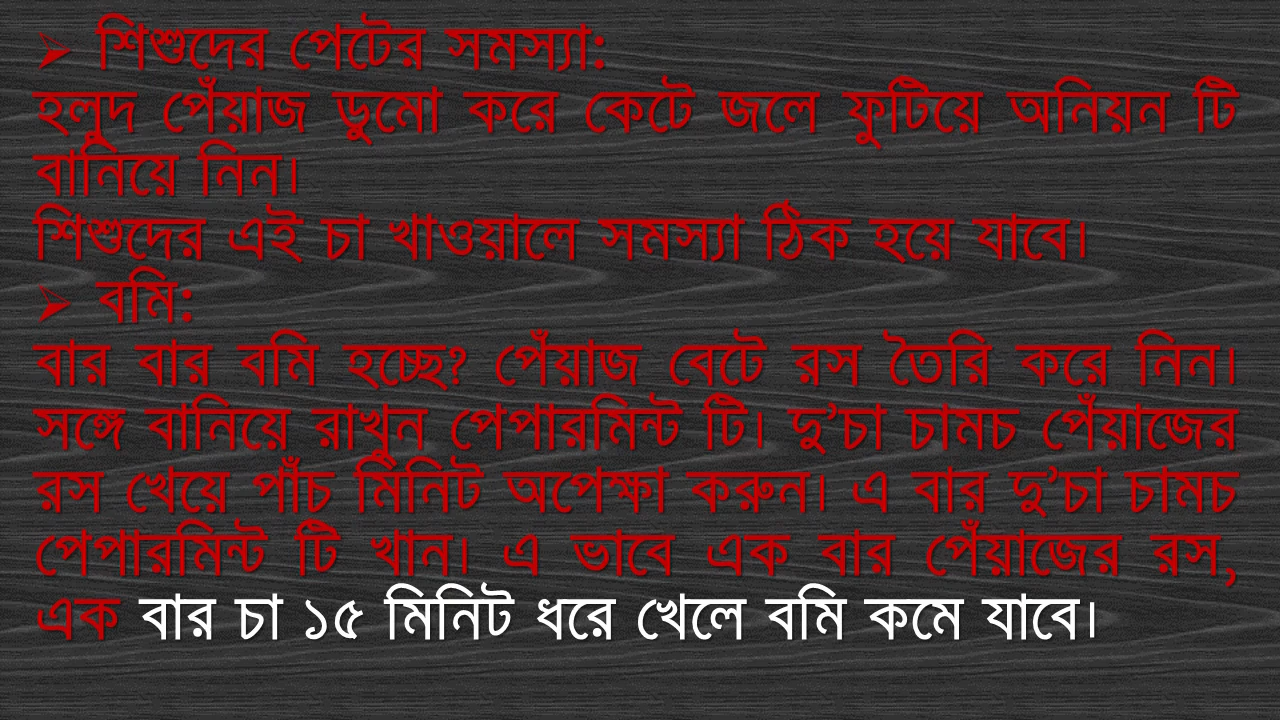 ➢ শিশুদের পেটের সমস্যা:
হলুদ পেঁয়াজ ডুমো করে কেটে জলে ফুটিয়ে অনিয়ন টি
বানিয়ে নিন।
শিশুদের এই চা খাওয়ালে সমস্যা ঠিক হয়ে যাবে।
➢ বমি:
বার বার বমি হচ্ছে? পেঁয়াজ বেটে রস তৈরি করে নিন।
সঙ্গে বানিয়ে রাখুন পেপারমিন্ট টি। দু’চা চামচ পেঁয়াজের
রস খেয়ে পাঁচ মিনিট অপেক্ষা করুন। এ বার দু’চা চামচ
পেপারমিন্ট টি খান। এ ভাবে এক বার পেঁয়াজের রস,
এক বার চা ১৫ মিনিট ধরে খেলে বমি কমে যাবে।